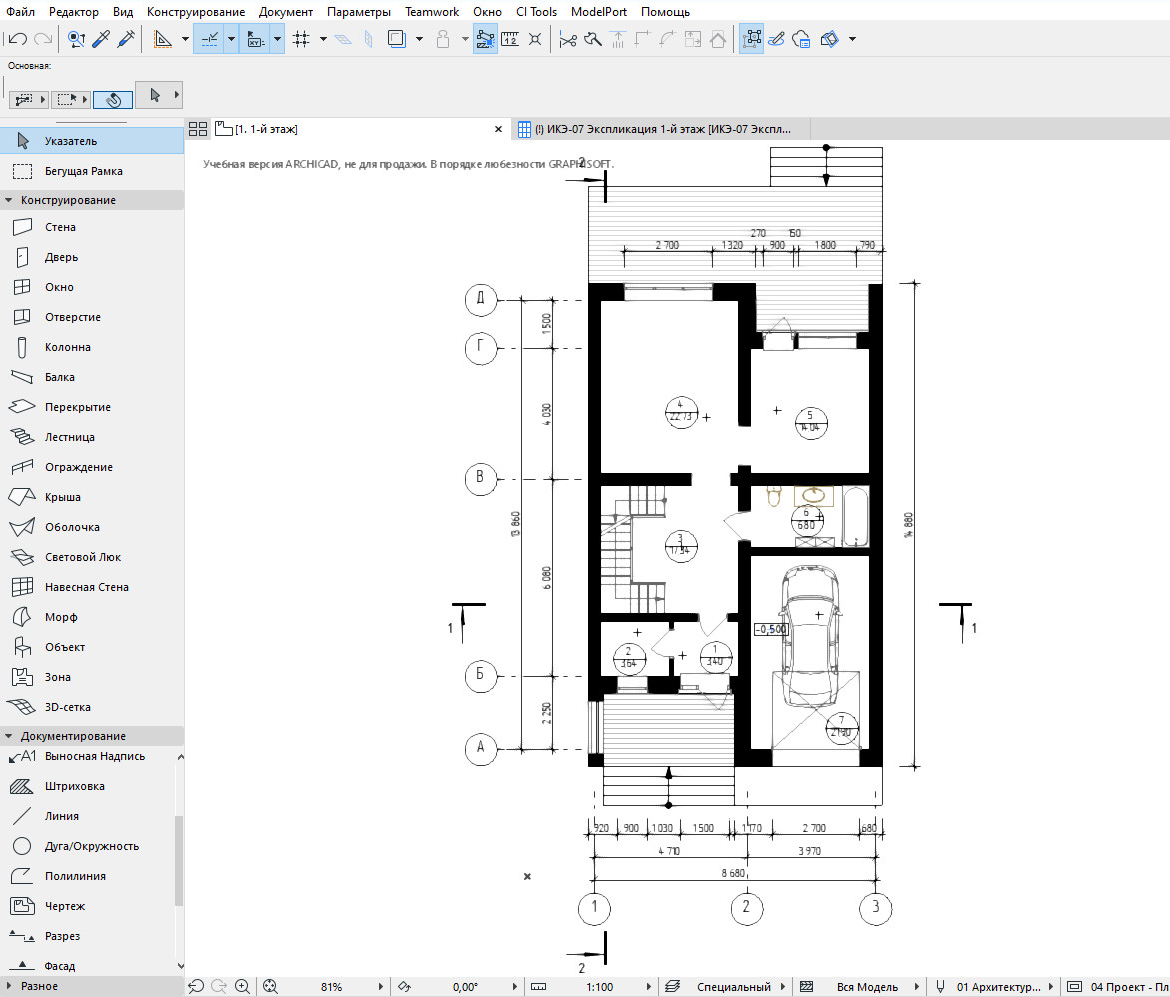 Файл Редактор Вид Конструирование Документ Параметры Teamwork Окно CI Tools ModelPort Помощь
Основная:
[1. 1-й этаж]
(!) ИКЭ-07 Экспликация 1-й этаж [ИКЭ-07 Экспл...
Указатель
Бегущая Рамка
Конструирование
Стена
Дверь
Окно
Отверстие
Колонна
Балка
Перекрытие
Лестница
Ограждение
Крыша
Оболочка
Световой Люк
Навесная Стена
Морф
Объект
Зона
3D-сетка
Документирование
Выносная Надпись
Штриховка
Линия
Дуга/Окружность
Полилиния
Чертеж
Разрез
Фасад
Разное
Учебная версия ARCHICAD, не для продажи. В порядке любезности GRAPHISOFT.
2
270 150
2 700 1320 900 1800 790
Д
1500
Г
4 030
4
22.73
5
14.04
В
13 860
14 880
6
6.80
3
17.34
6 080
1
1
-0,500
2
3.64
1
3.40
Б
2 250
7
А
920 900 1030 1500 1170 2 700 680
4 710 3 970
8 680
1 2 3
2
81% 0,00° 1:100 Специальный Вся Модель 01 Архитектур... 04 Проект - Пл